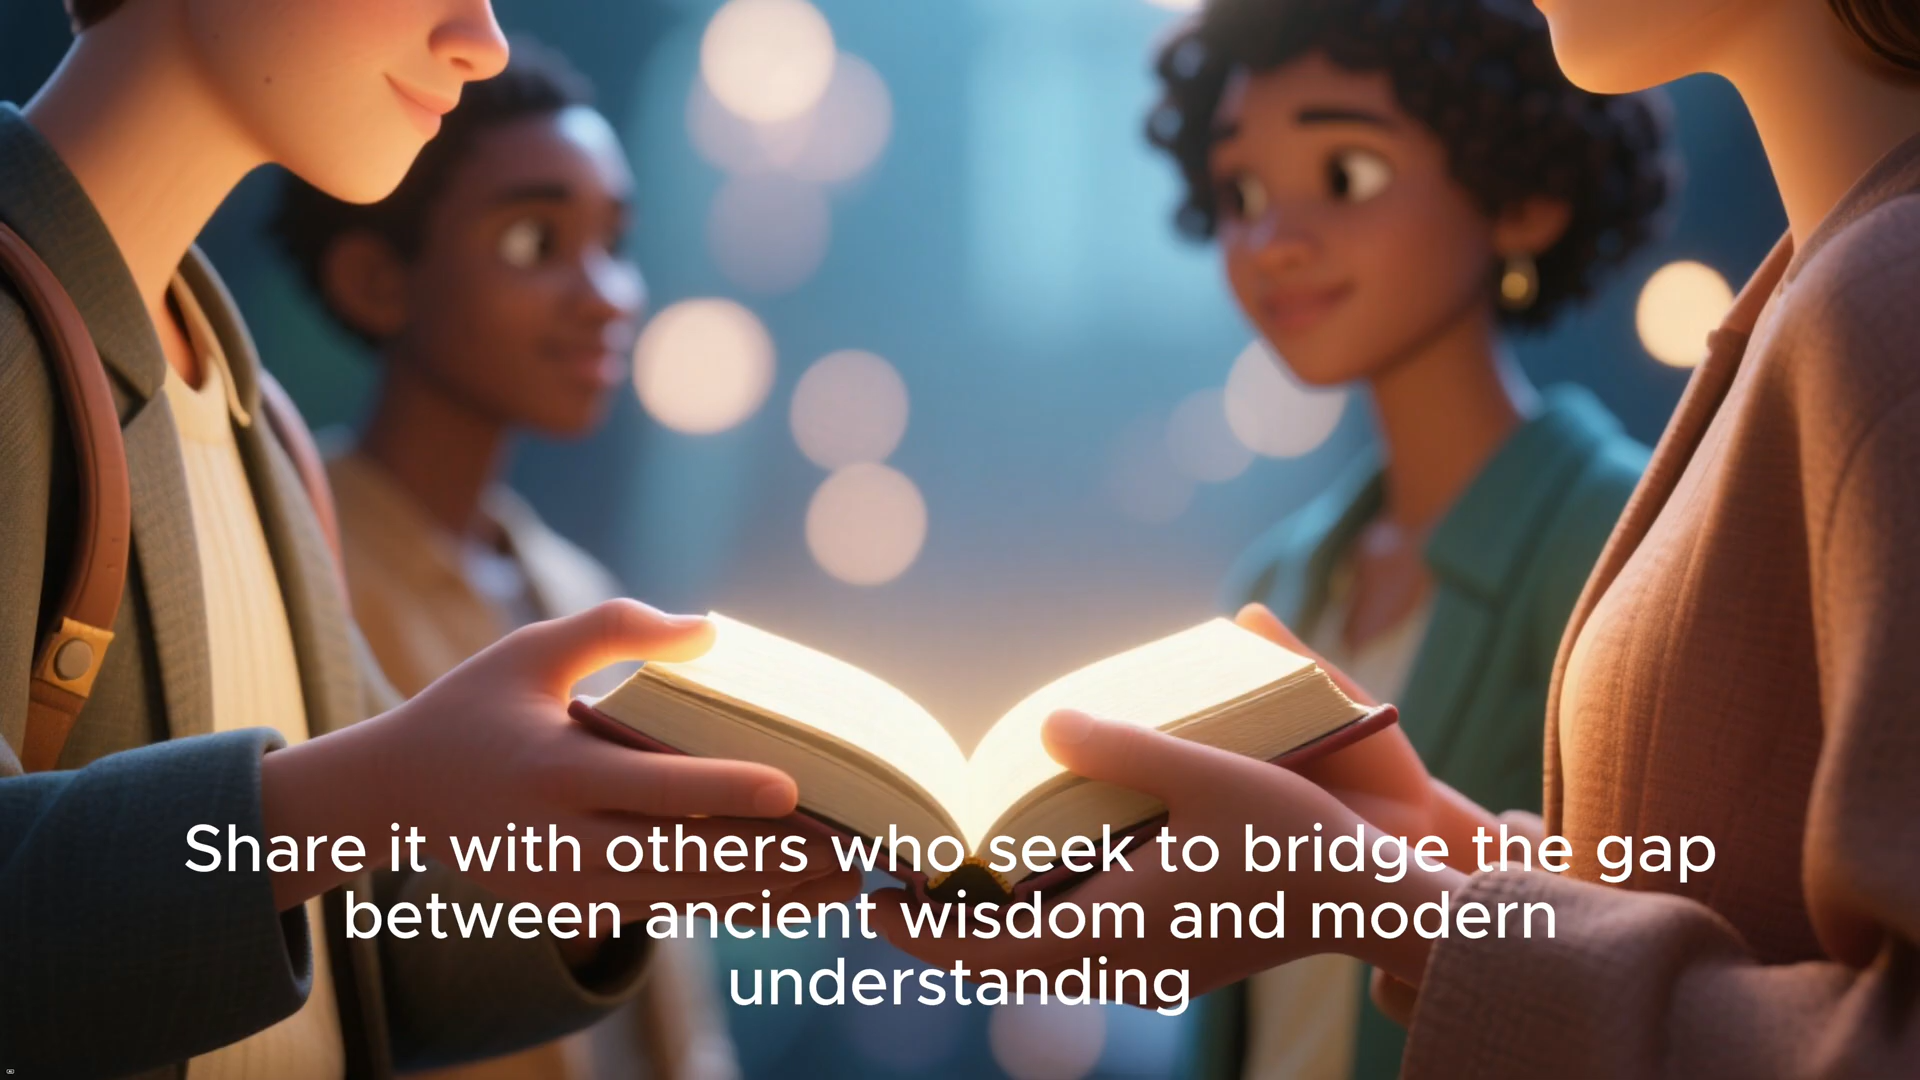 Share it with others who seek to bridge the gap
between ancient wisdom and modern
understanding